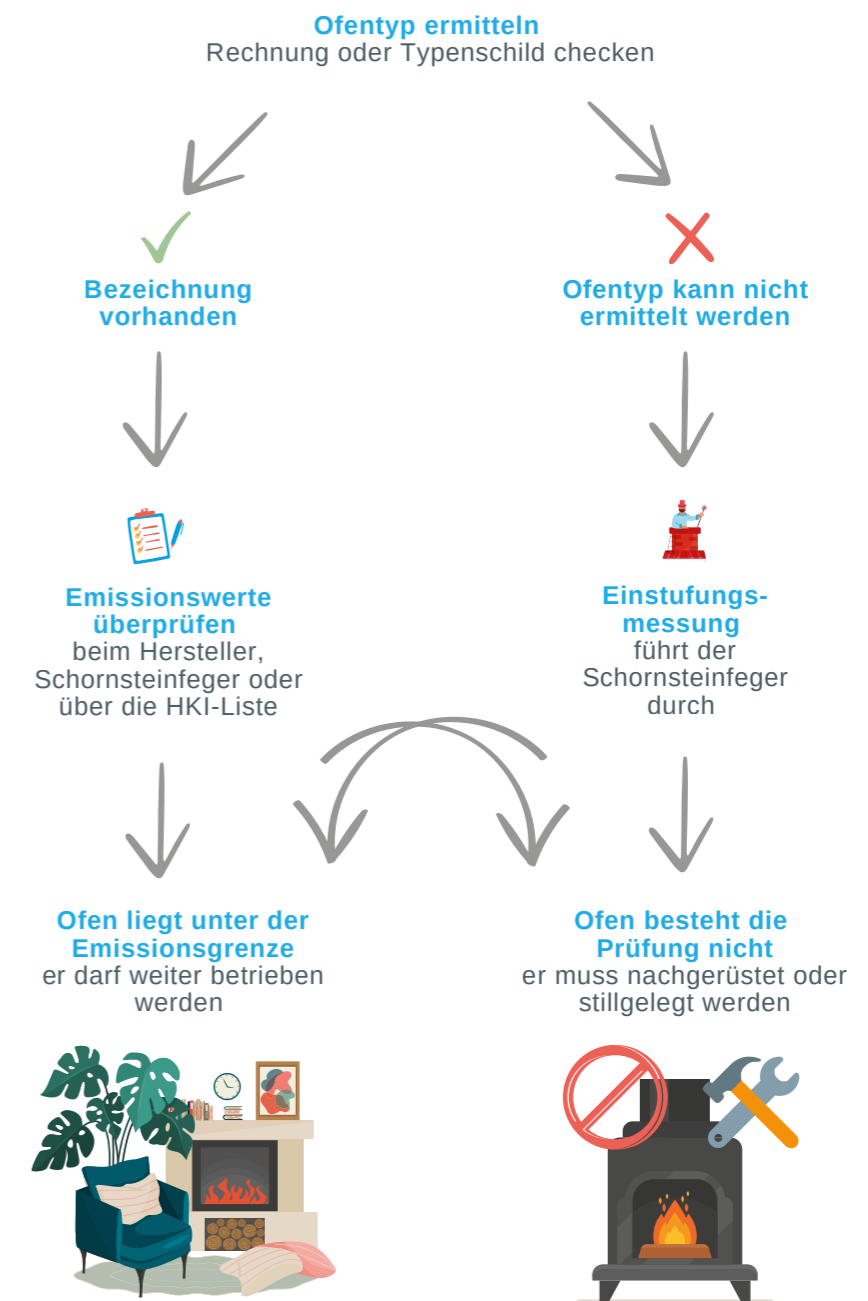 Ofentyp ermitteln
Rechnung oder Typenschild checken
Bezeichnung
vorhanden
Ofentyp kann nicht
ermittelt werden
Emissionswerte
überprüfen
beim Hersteller,
Schornsteinfeger oder
über die HKI-Liste
Einstufungs-
messung
führt der
Schornsteinfeger
durch
Ofen liegt unter der
Emissionsgrenze
er darf weiter betrieben
werden
Ofen besteht die
Prüfung nicht
er muss nachgerüstet oder
stillgelegt werden